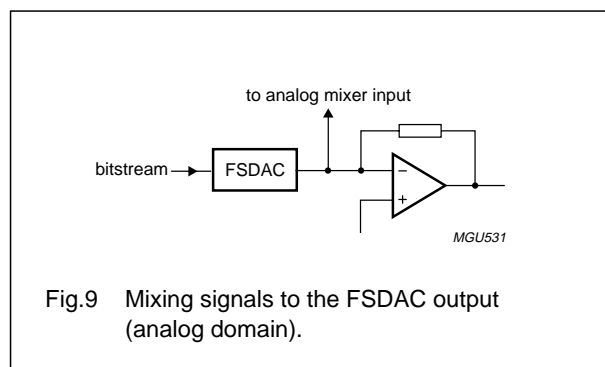 to analog mixer input
bitstream
FSDAC
−
+
MGU531
Fig.9 Mixing signals to the FSDAC output
(analog domain).